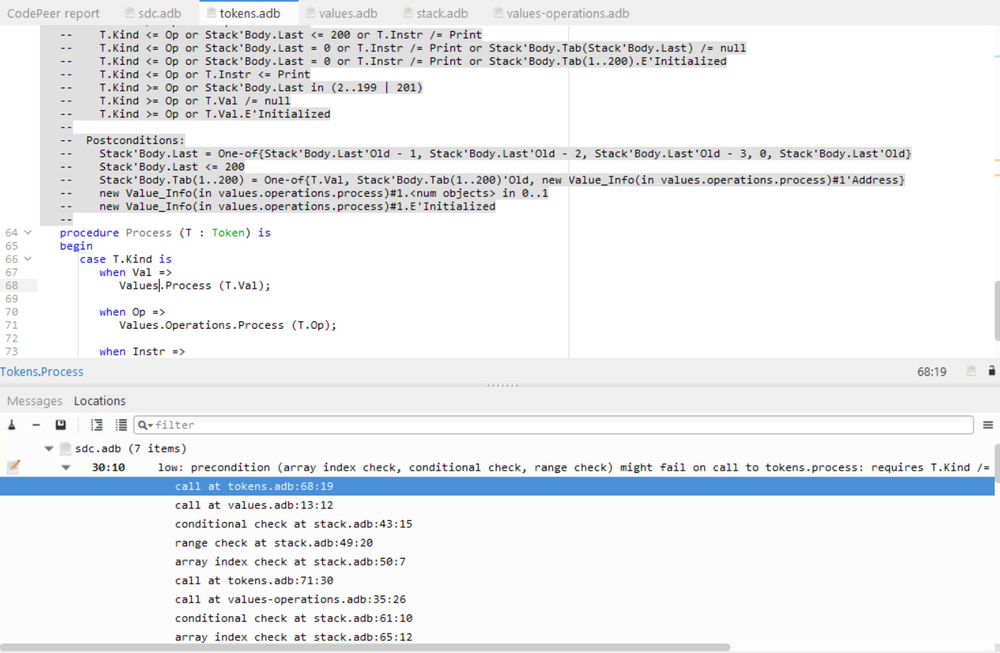 CodePeer report sdc.adb tokens.adb values.adb stack.adb values-operations.adb
-- T.Kind <= Op or Stack'Body.Last <= 200 or T.Instr /= Print
-- T.Kind <= Op or Stack'Body.Last = 0 or T.Instr /= Print or Stack'Body.Tab(Stack'Body.Last) /= null
-- T.Kind <= Op or Stack'Body.Last = 0 or T.Instr /= Print or Stack'Body.Tab(1..200).E'Initialized
-- T.Kind <= Op or T.Instr <= Print
-- T.Kind >= Op or Stack'Body.Last in (2..199 | 201)
-- T.Kind >= Op or T.Val /= null
-- T.Kind >= Op or T.Val.E'Initialized
--
-- Postconditions:
-- Stack'Body.Last = One-of{Stack'Body.Last'Old - 1, Stack'Body.Last'Old - 2, Stack'Body.Last'Old - 3, 0, Stack'Body.Last'Old}
-- Stack'Body.Last <= 200
-- Stack'Body.Tab(1..200) = One-of{T.Val, Stack'Body.Tab(1..200)'Old, new Value_Info(in values.operations.process)#1'Address}
-- new Value_Info(in values.operations.process)#1.<num objects> in 0..1
-- new Value_Info(in values.operations.process)#1.E'Initialized
--
64 procedure Process (T : Token) is
65 begin
66 case T.Kind is
67 when Val =>
68 Values.Process (T.Val);
69
70 when Op =>
71 Values.Operations.Process (T.Op);
72
73 when Instr =>
Tokens.Process 68:19
Messages Locations
filter
sdc.adb (7 items)
30:10 low: precondition (array index check, conditional check, range check) might fail on call to tokens.process: requires T.Kind /=
call at tokens.adb:68:19
call at values.adb:13:12
conditional check at stack.adb:43:15
range check at stack.adb:49:20
array index check at stack.adb:50:7
call at tokens.adb:71:30
call at values-operations.adb:35:26
conditional check at stack.adb:61:10
array index check at stack.adb:65:12